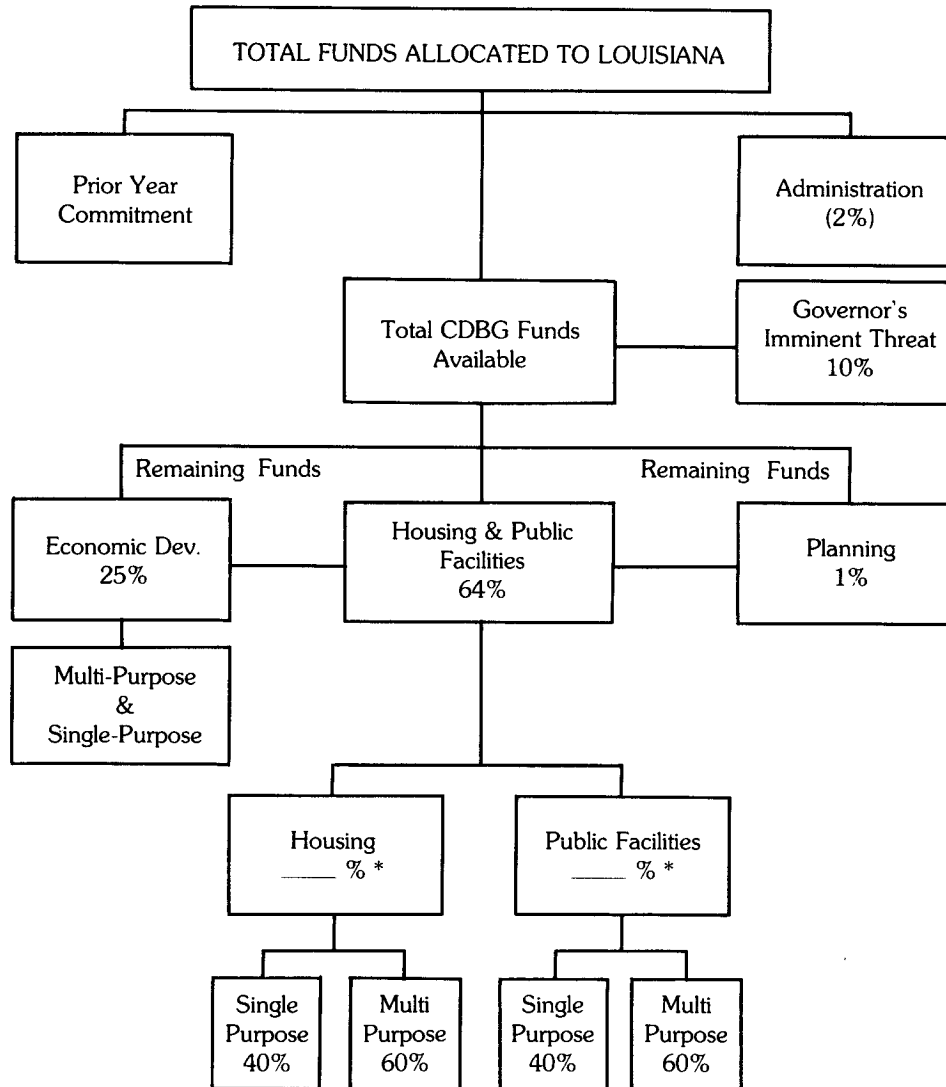 TOTAL FUNDS ALLOCATED TO LOUISIANA
Prior Year
Commitment
Administration
(2%)
Total CDBG Funds
Available
Governor's
Imminent Threat
10%
Remaining Funds
Remaining Funds
Economic Dev.
25%
Housing & Public
Facilities
64%
Planning
1%
Multi-Purpose
&
Single-Purpose
Housing
____ % *
Public Facilities
____ % *
Single
Purpose
40%
Multi
Purpose
60%
Single
Purpose
40%
Multi
Purpose
60%